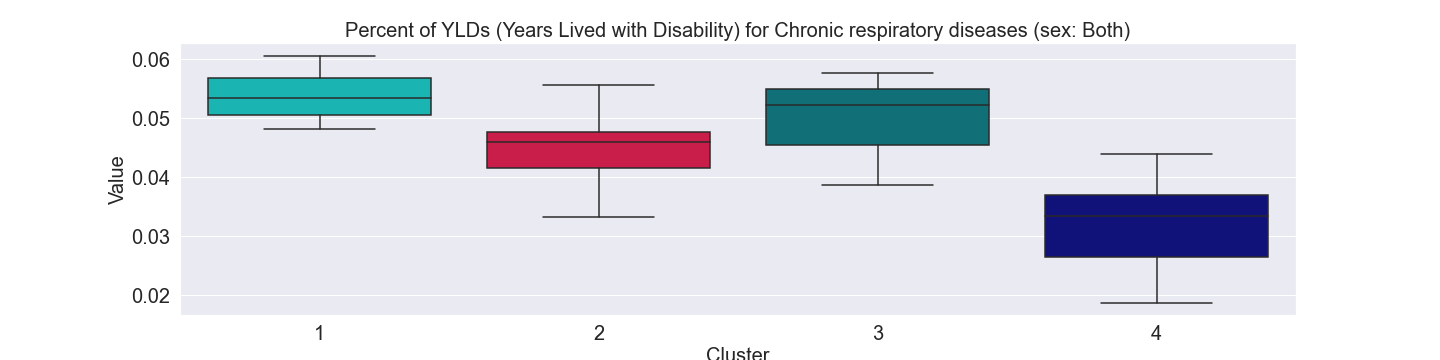 Percent of YLDs (Years Lived with Disability) for Chronic respiratory diseases (sex: Both)
0.06
0.05
0.04
0.03
0.02
Value
1 2 3 4
Cluster